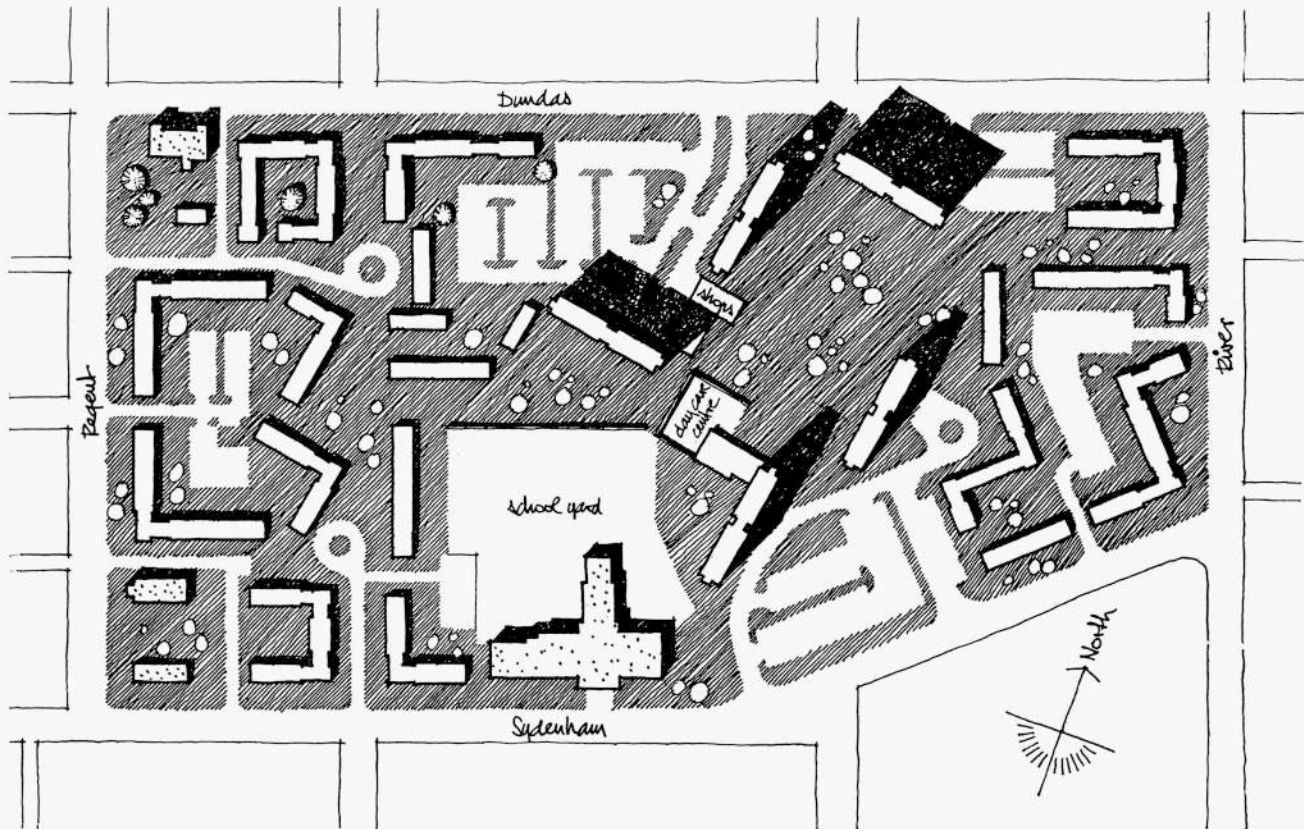 Dundas
shops
Regent
River
day care
centre
school yard
North
Sydenham